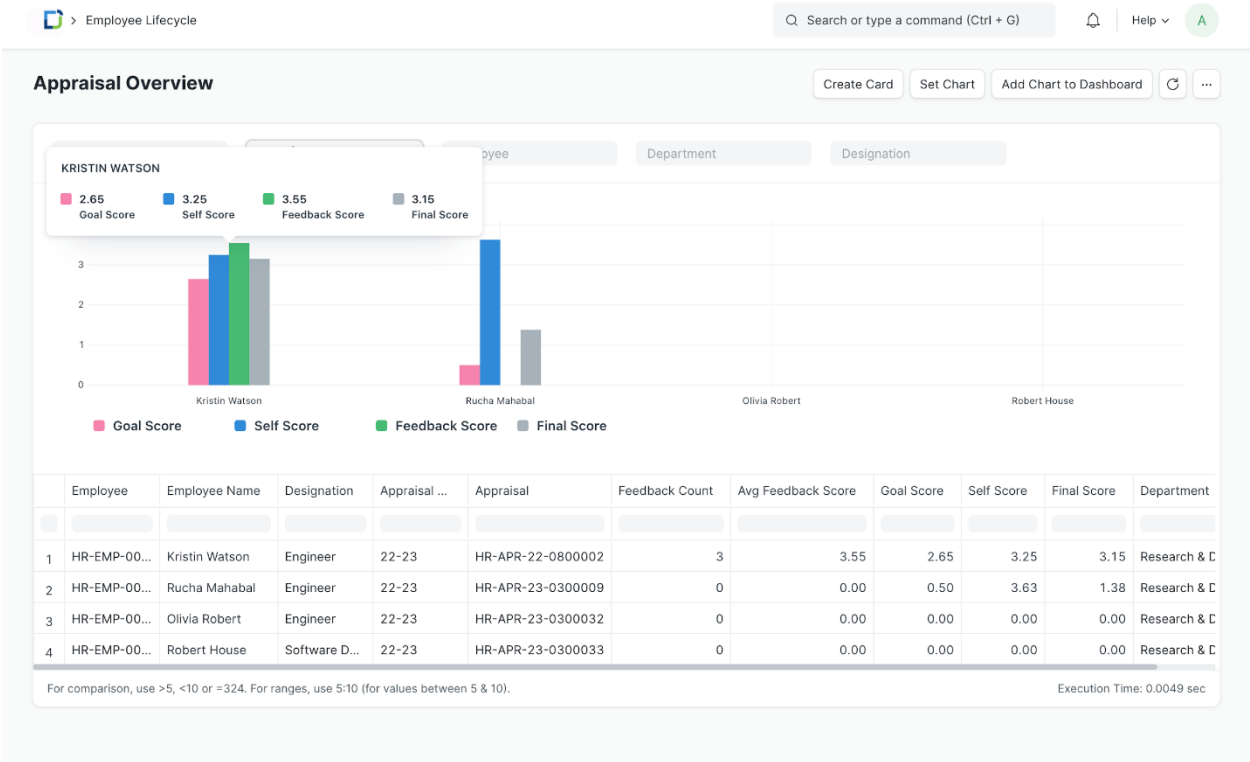 Employee Lifecycle
Search or type a command (Ctrl + G)
Help
A
Appraisal Overview
Create Card
Set Chart
Add Chart to Dashboard
...
Department
Designation
KRISTIN WATSON
2.65 3.25 3.55 3.15
Goal Score Self Score Feedback Score Final Score
3
2
1
0
Kristin Watson Rucha Mahabal Olivia Robert Robert House
Goal Score Self Score Feedback Score Final Score
Employee Employee Name Designation Appraisal ... Appraisal Feedback Count Avg Feedback Score Goal Score Self Score Final Score Department
1 HR-EMP-00... Kristin Watson Engineer 22-23 HR-APR-22-0800002 3 3.55 2.65 3.25 3.15 Research & D
2 HR-EMP-00... Rucha Mahabal Engineer 22-23 HR-APR-23-0300009 0 0.00 0.50 3.63 1.38 Research & D
3 HR-EMP-00... Olivia Robert Engineer 22-23 HR-APR-23-0300032 0 0.00 0.00 0.00 0.00 Research & D
4 HR-EMP-00... Robert House Software D... 22-23 HR-APR-23-0300033 0 0.00 0.00 0.00 0.00 Research & D
For comparison, use >5, <10 or =324. For ranges, use 5:10 (for values between 5 & 10).
Execution Time: 0.0049 sec